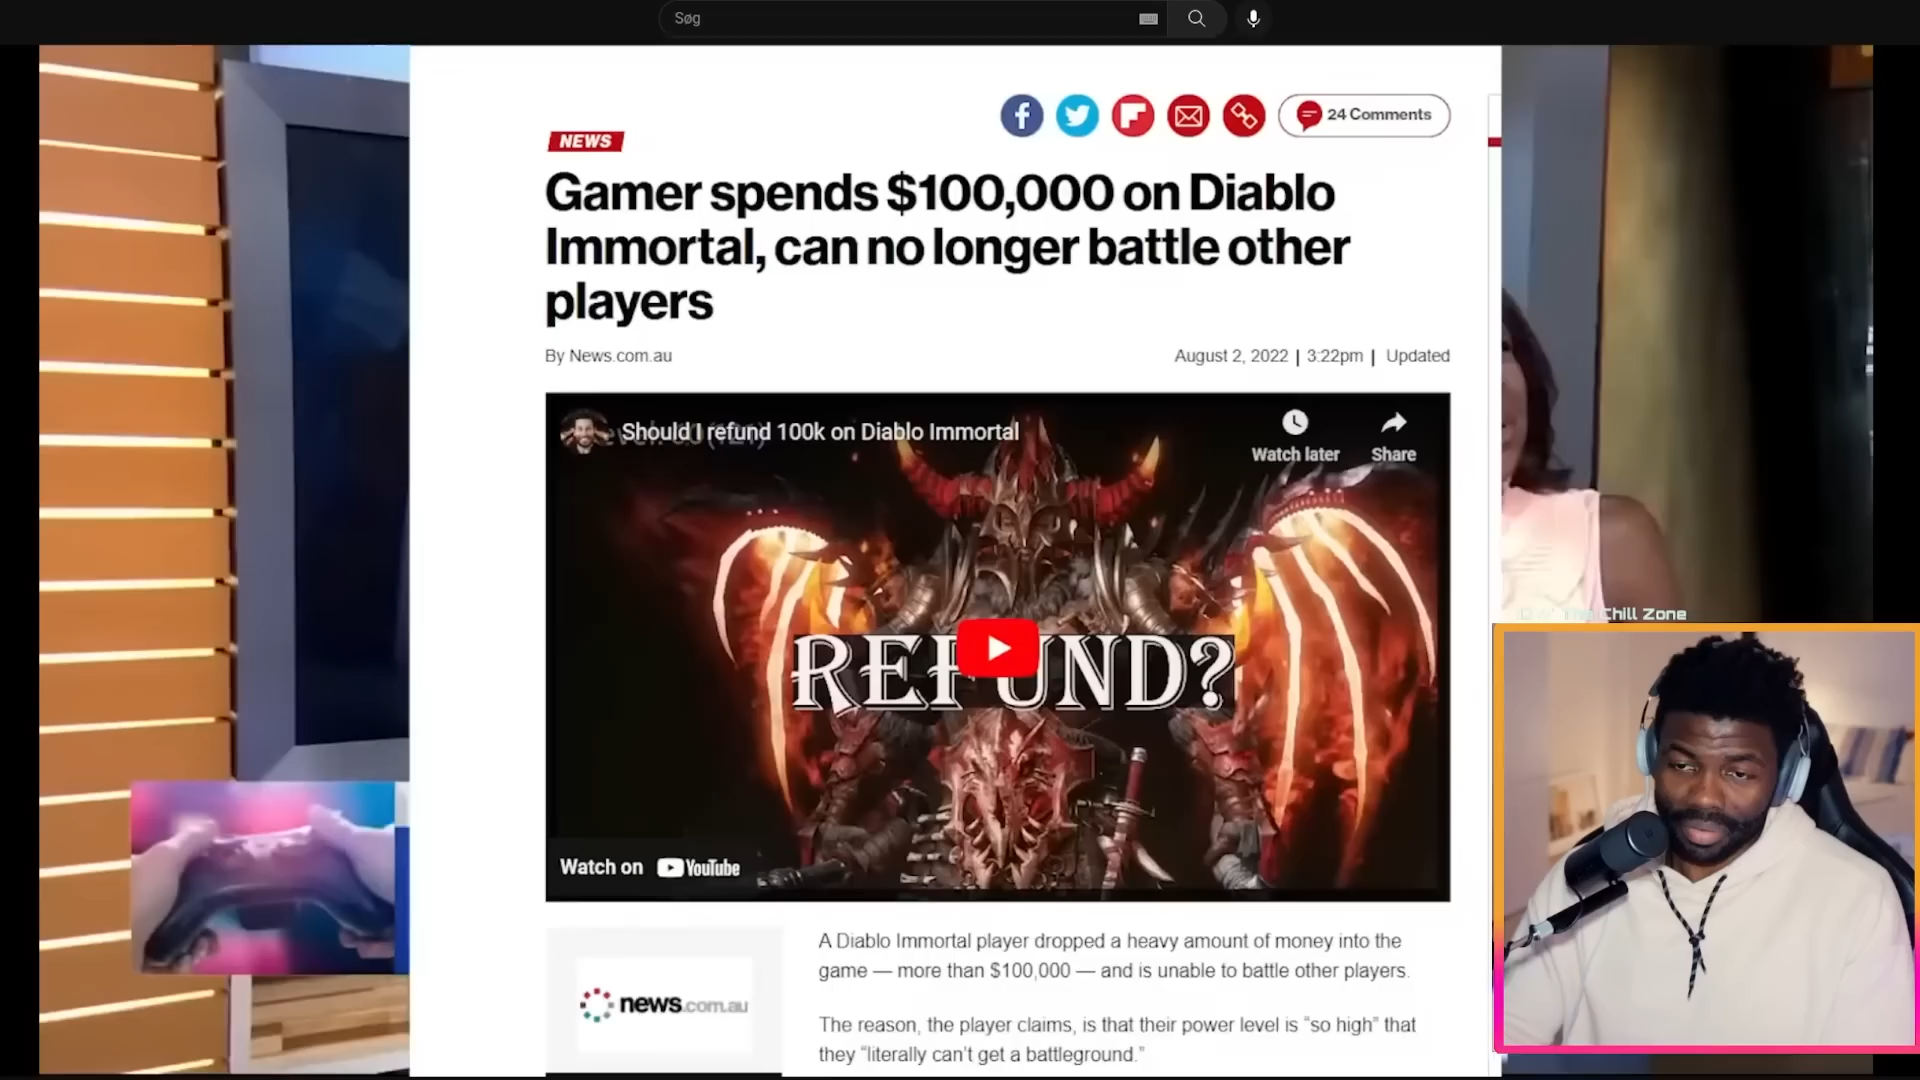 Søg
24 Comments
NEWS
Gamer spends $100,000 on Diablo
Immortal, can no longer battle other
players
By News.com.au
August 2, 2022 | 3:22pm | Updated
Should I refund 100k on Diablo Immortal
Watch later
Share
REFUND?
Watch on YouTube
Chill Zone
A Diablo Immortal player dropped a heavy amount of money into the
game — more than $100,000 — and is unable to battle other players.
news.com.au
The reason, the player claims, is that their power level is “so high” that
they “literally can’t get a battleground.”